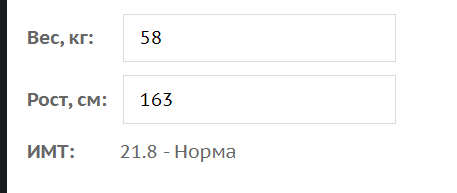 Вес, кг: 58
Рост, см: 163
ИМТ: 21.8 - Норма